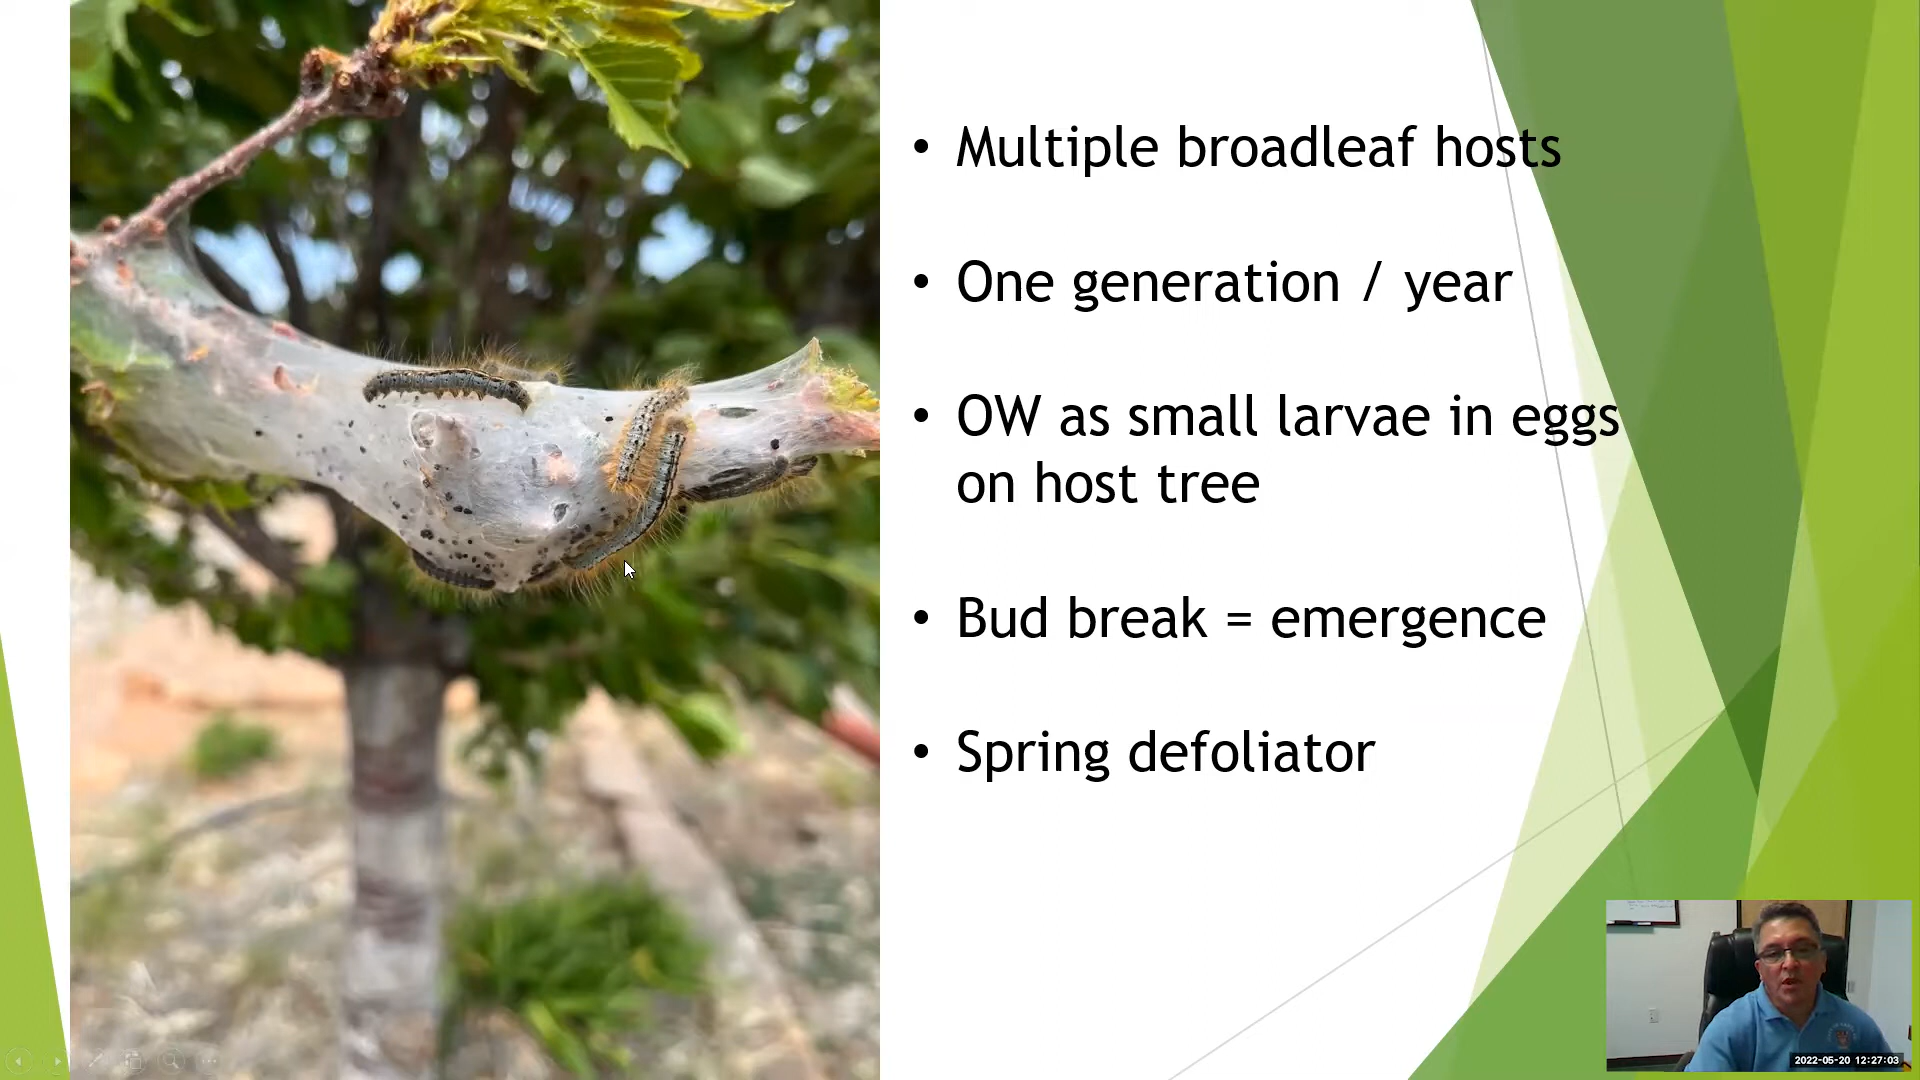 • Multiple broadleaf hosts
• One generation / year
• OW as small larvae in eggs
on host tree
• Bud break = emergence
• Spring defoliator
2022-05-20 12:27:03